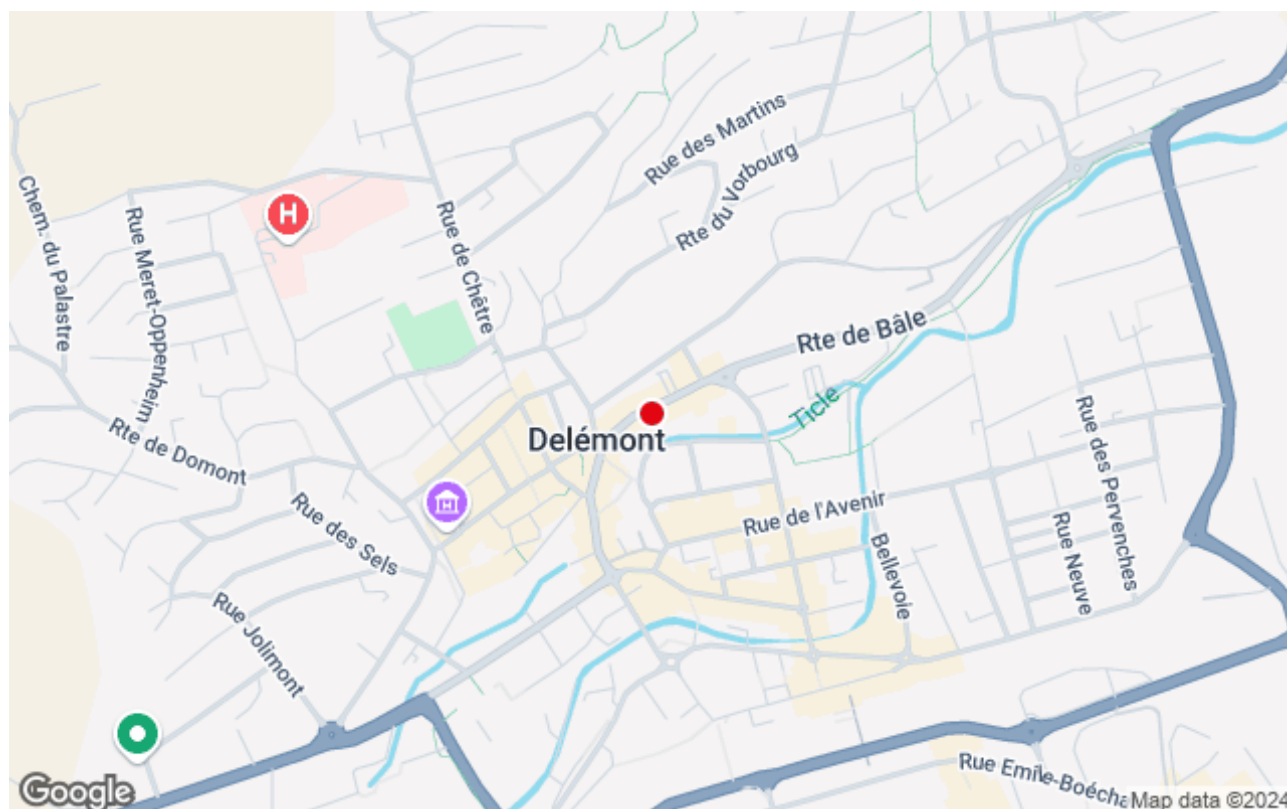 Rue des Martins
Rte du Vorbourg
Chem. du Palastre
Rue Meret-Oppenheim
H
Rue de Chêtre
Rte de Bâle
Ticle
Delémont
Rte de Domont
Rue des Sels
Rue de l'Avenir
Bellevoie
Rue des Pervenches
Rue Neuve
Rue Jolimont
Rue Emile-Boécha
Google
Map data ©2024